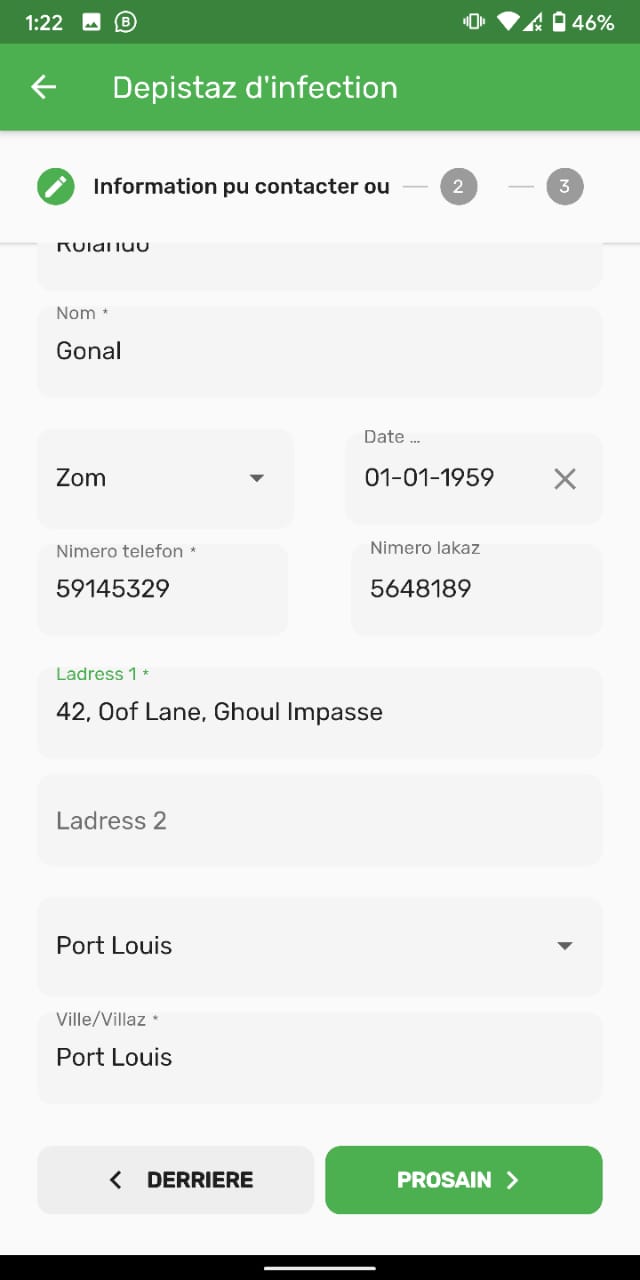 1:22
B
46%
Depistaz d'infection
Information pu contacter ou
2
3
Nom *
Gonal
Zom
Date ...
01-01-1959
Nimero telefon *
59145329
Nimero lakaz
5648189
Ladress 1 *
42, Oof Lane, Ghoul Impasse
Ladress 2
Port Louis
Ville/Villaz *
Port Louis
DERRIERE
PROSAIN